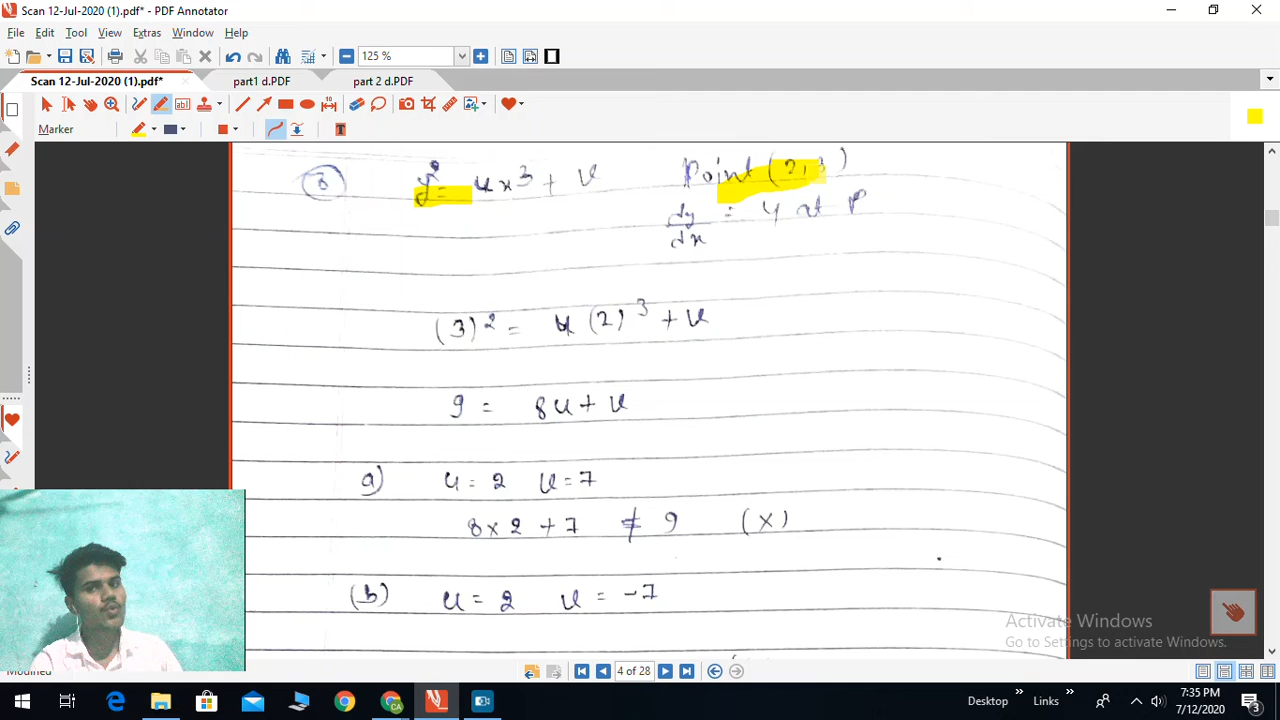 Scan 12-Jul-2020 (1).pdf* - PDF Annotator
File Edit Tool View Extras Window Help
125 %
Scan 12-Jul-2020 (1).pdf* part1 d.PDF part 2 d.PDF
Marker
(8) y² = ux³ + v Point (2,3)
dy/dx = 4 at P
(3)² = u(2)³ + v
9 = 8u + v
a) u = 2 v = 7
8x2 + 7 ≠ 9 (x)
(b) u = 2 v = -7
Activate Windows
Go to Settings to activate Windows.
Modified 4 of 28
Desktop » Links » 7:35 PM
7/12/2020 3